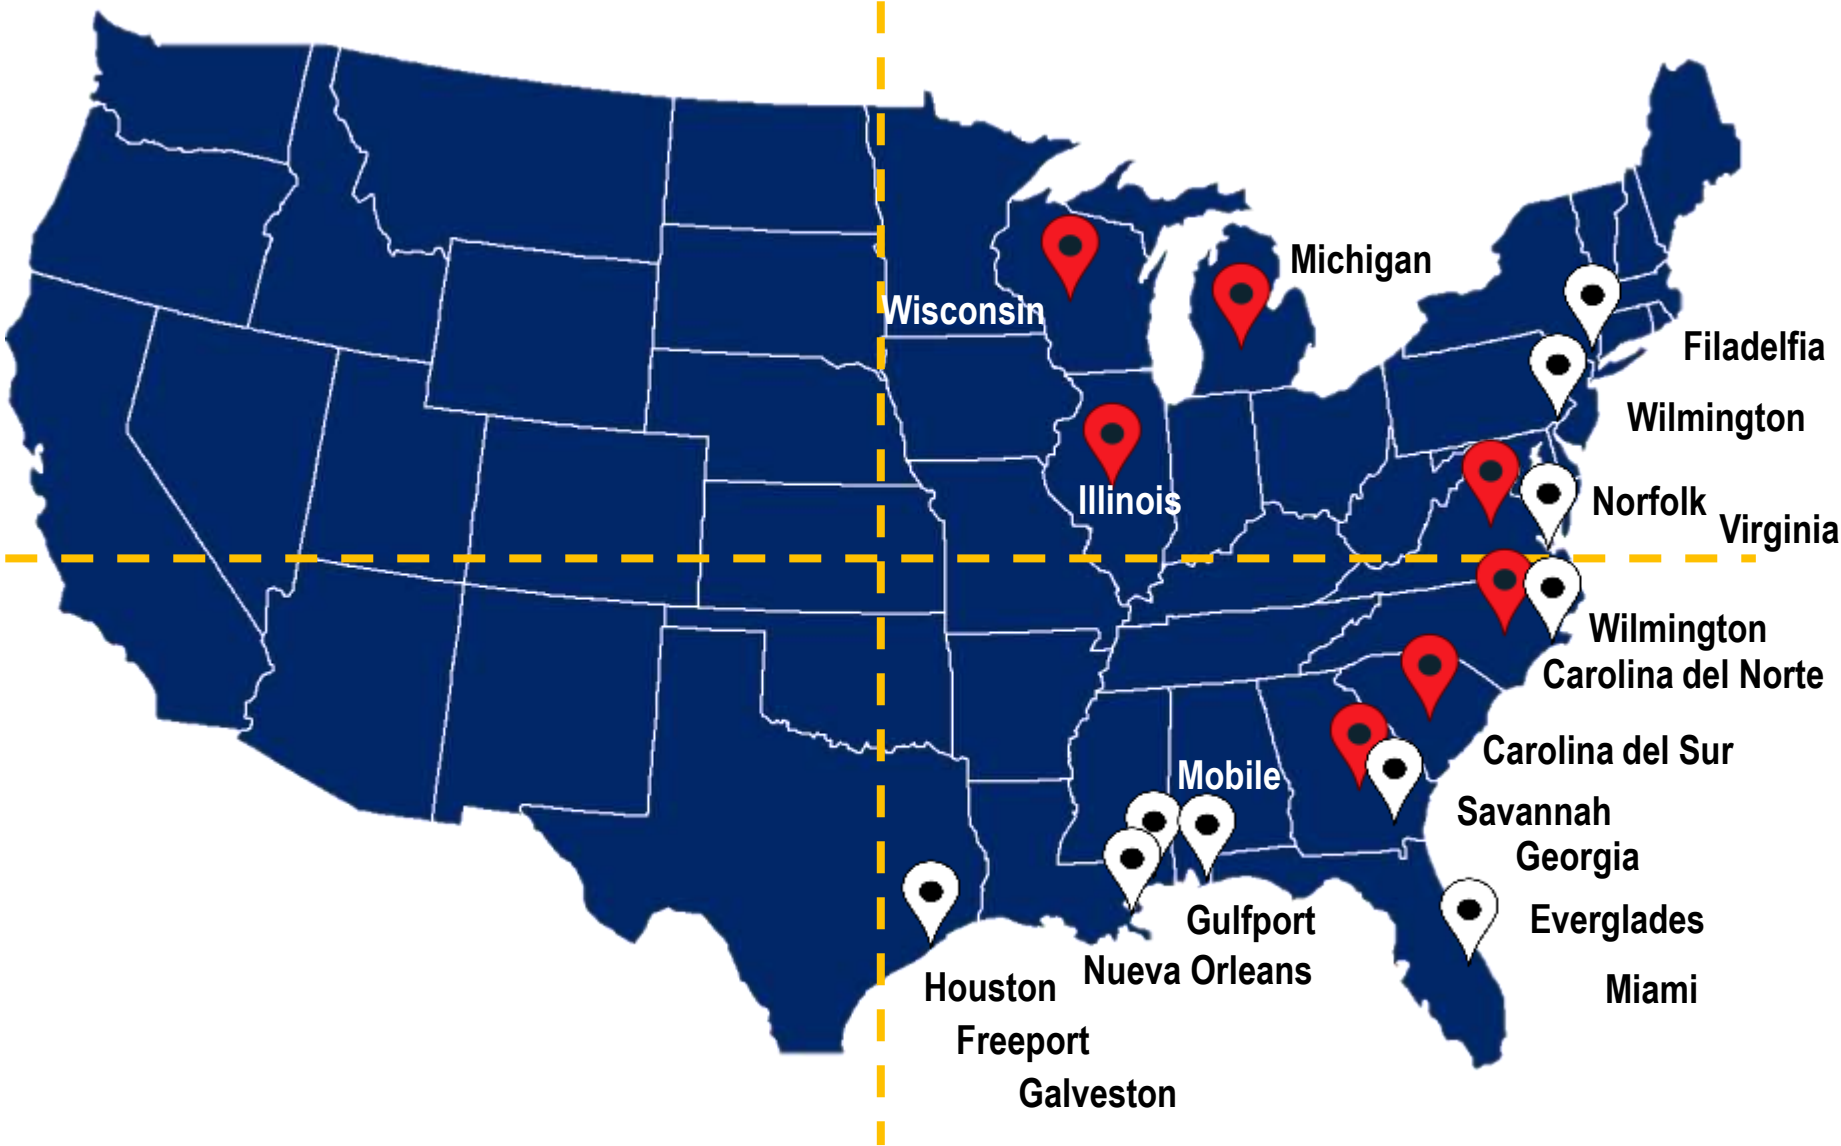 Michigan
Wisconsin
Filadelfia
Wilmington
Illinois
Norfolk
Virginia
Wilmington
Carolina del Norte
Carolina del Sur
Mobile
Savannah
Georgia
Gulfport
Everglades
Nueva Orleans
Houston
Miami
Freeport
Galveston